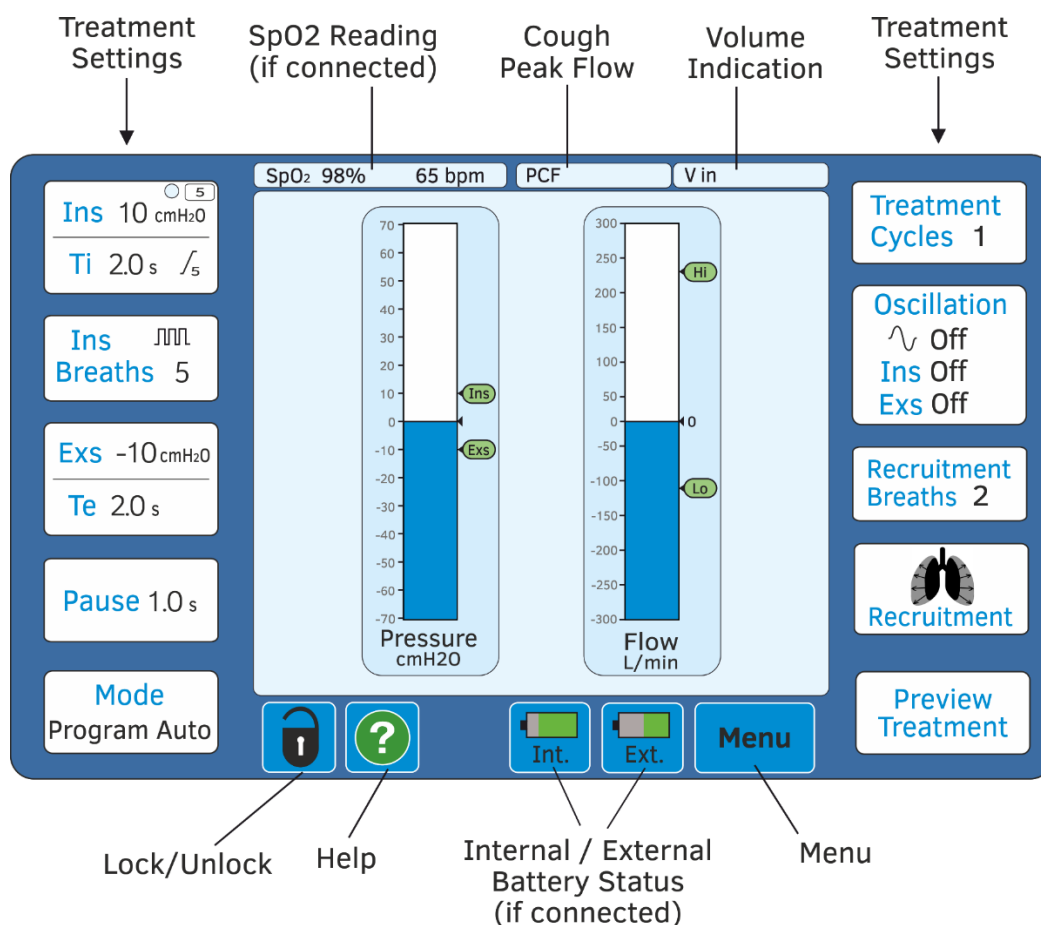 Treatment
Settings
SpO2 Reading
(if connected)
Cough
Peak Flow
Volume
Indication
Treatment
Settings
SpO₂ 98% 65 bpm
PCF
V in
5
Ins 10 cmH₂O
Ti 2.0 s 5
Ins
Breaths 5
Exs -10 cmH₂O
Te 2.0 s
Pause 1.0 s
Mode
Program Auto
70
60
50
40
30
20
10
0
-10
-20
-30
-40
-50
-60
-70
Ins
Exs
Pressure
cmH2O
300
250
200
150
100
50
0
-50
-100
-150
-200
-250
-300
Hi
0
Lo
Flow
L/min
Treatment
Cycles 1
Oscillation
Off
Ins Off
Exs Off
Recruitment
Breaths 2
Recruitment
Preview
Treatment
?
Int.
Ext.
Menu
Lock/Unlock
Help
Internal / External
Battery Status
(if connected)
Menu